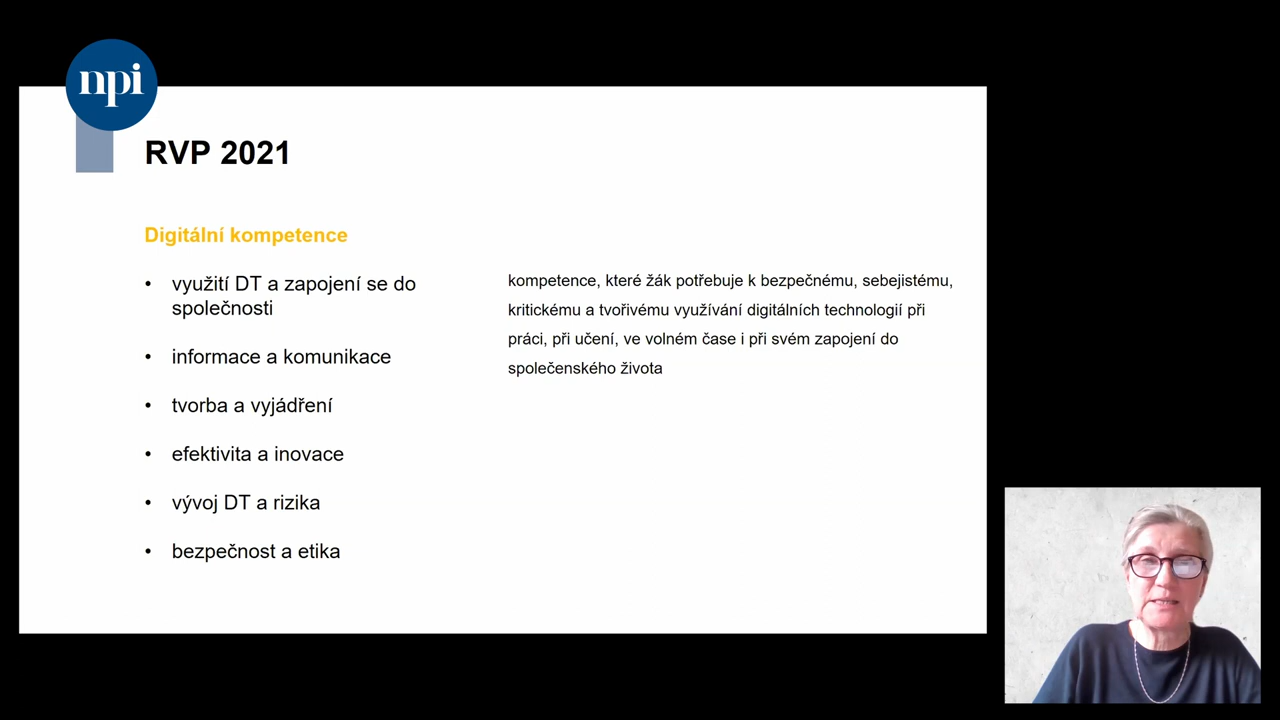 npi
RVP 2021
Digitální kompetence
• využití DT a zapojení se do
společnosti
• informace a komunikace
• tvorba a vyjádření
• efektivita a inovace
• vývoj DT a rizika
• bezpečnost a etika
kompetence, které žák potřebuje k bezpečnému, sebejistému,
kritickému a tvořivému využívání digitálních technologií při
práci, při učení, ve volném čase i při svém zapojení do
společenského života